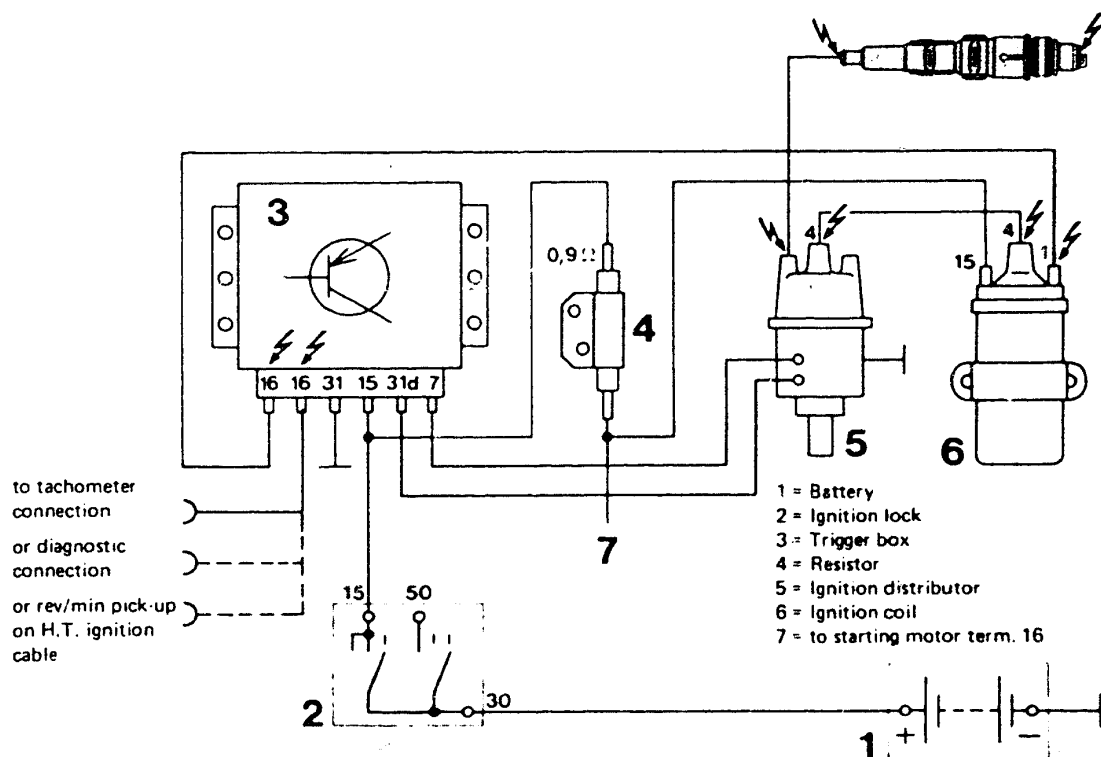 3
0,9 Ω
4
4
15
1
16 16 31 15 31d 7
5
6
to tachometer
connection
or diagnostic
connection
or rev/min pick-up
on H.T. ignition
cable
7
1 = Battery
2 = Ignition lock
3 = Trigger box
4 = Resistor
5 = Ignition distributor
6 = Ignition coil
7 = to starting motor term. 16
15 50
2
30
1
+ −